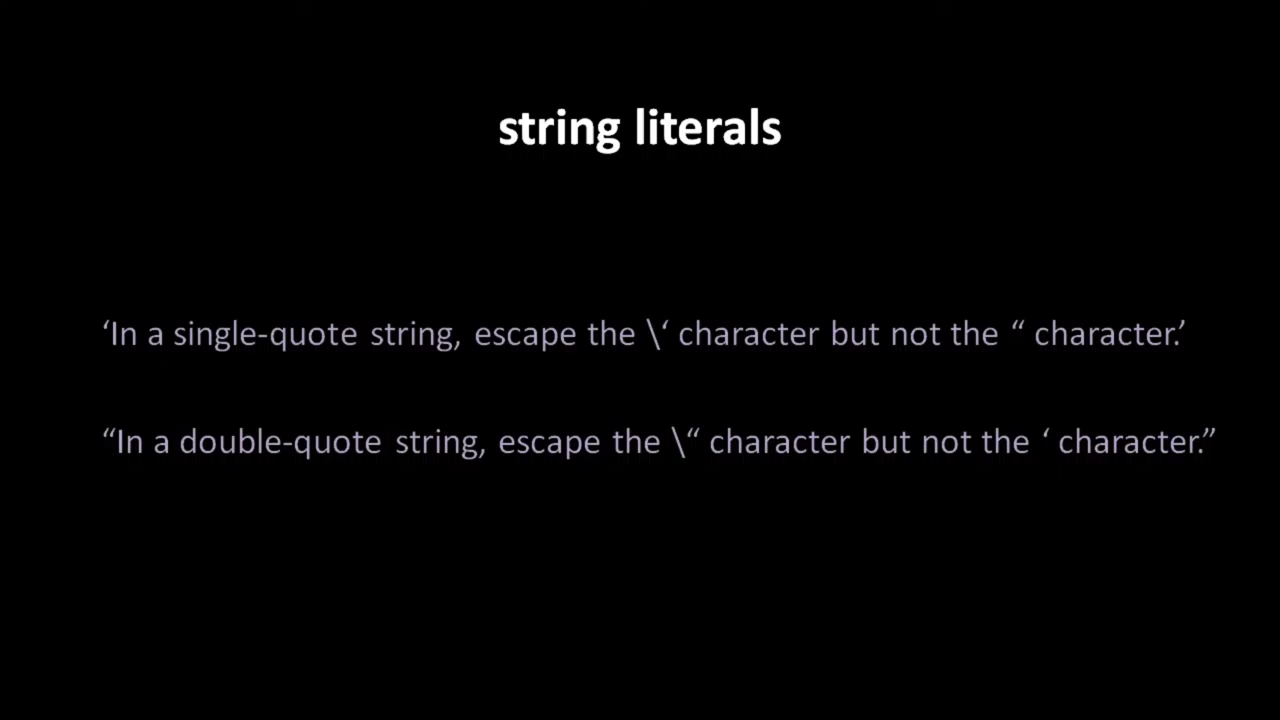 string literals
‘In a single-quote string, escape the \‘ character but not the “ character.’
“In a double-quote string, escape the \“ character but not the ‘ character.”